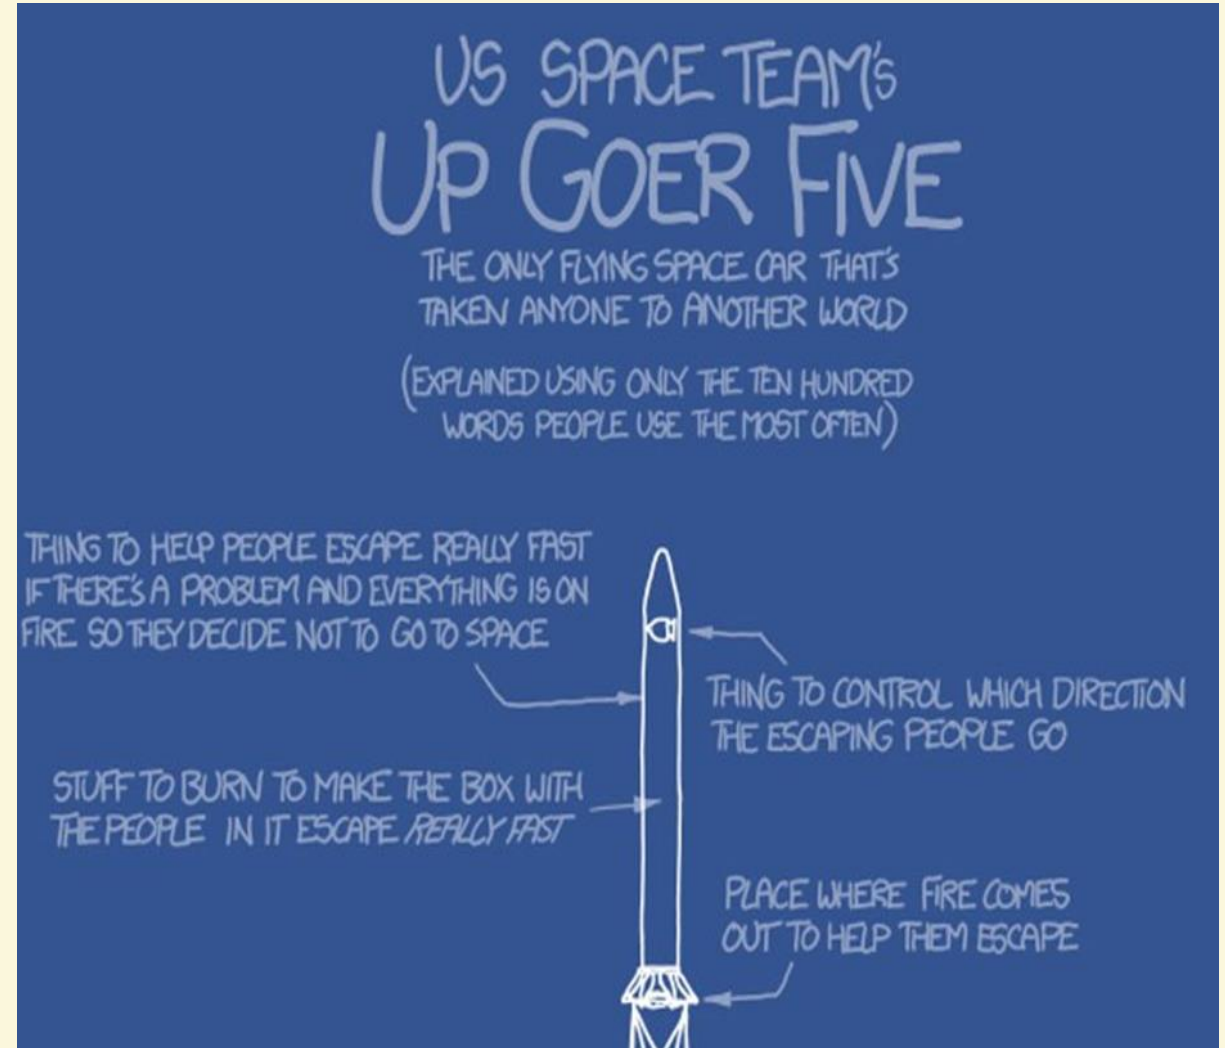 US SPACE TEAM'S
UP GOER FIVE
THE ONLY FLYING SPACE CAR THAT'S
TAKEN ANYONE TO ANOTHER WORLD
(EXPLAINED USING ONLY THE TEN HUNDRED
WORDS PEOPLE USE THE MOST OFTEN)
THING TO HELP PEOPLE ESCAPE REALLY FAST
IF THERE'S A PROBLEM AND EVERYTHING IS ON
FIRE SO THEY DECIDE NOT TO GO TO SPACE
THING TO CONTROL WHICH DIRECTION
THE ESCAPING PEOPLE GO
STUFF TO BURN TO MAKE THE BOX WITH
THE PEOPLE IN IT ESCAPE REALLY FAST
PLACE WHERE FIRE COMES
OUT TO HELP THEM ESCAPE